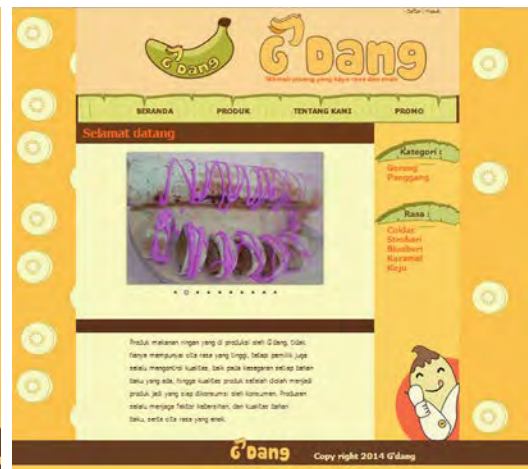 Daftar | Masuk
G'Dang
G'Dang
Nikmati pisang yang kaya rasa dan enak
BERANDA PRODUK TENTANG KAMI PROMO
Selamat datang
Kategori :
Goreng
Panggang
Rasa :
Coklat
Stroberi
Blueberi
Karamel
Keju
Produk makanan ringan yang di produksi oleh G'dang, tidak
hanya mempunyai cita rasa yang tinggi, tetapi pemilik juga
selalu mengontrol kualitas, baik pada kesegaran setiap bahan
baku yang ada, hingga kualitas produk setelah diolah menjadi
produk jadi yang siap dikonsumsi oleh konsumen. Produsen
selalu menjaga faktor kebersihan, dan kualitas bahan
baku, serta cita rasa yang enak.
G'Dang Copy right 2014 G'dang